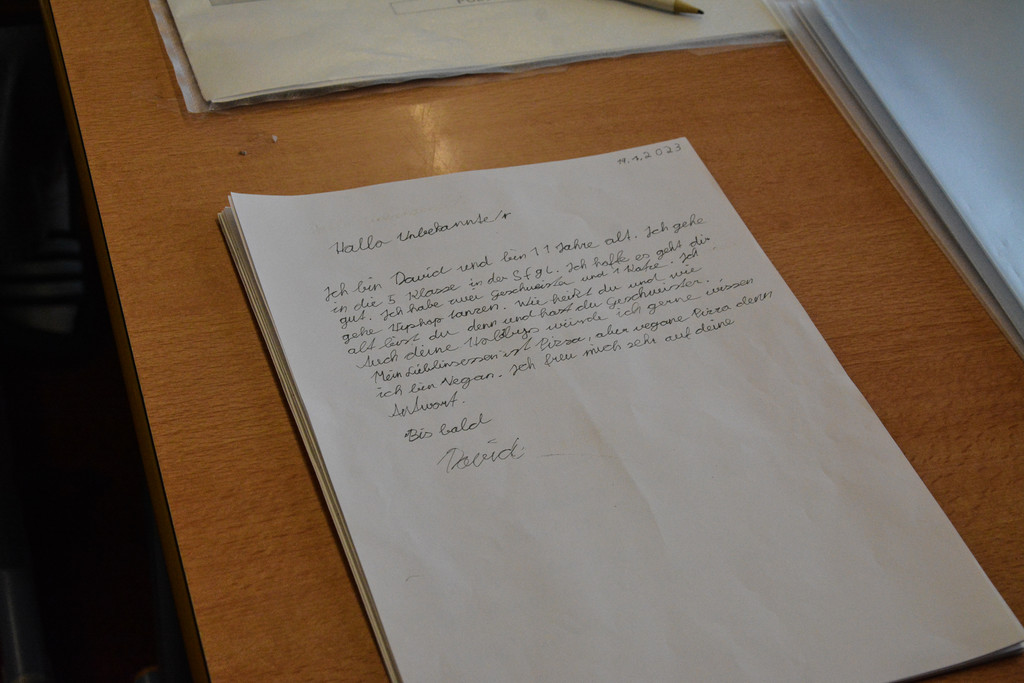 11.1.2023
Hallo Unbekannte/r
Ich bin David und bin 11 Jahre alt. Ich gehe
in die 5 Klasse in der Sfgl. Ich hoffe es geht dir
gut. Ich habe zwei Geschwister und 1 Katze. Ich
gehe Hiphop tanzen. Wie heißt du und wie
alt bist du denn und hast du Geschwister.
Auch deine Hobbys würde ich gerne wissen
Mein Lieblinsessen ist Pizza, aber vegane Pizza denn
ich bin Vegan. Ich freu mich sehr auf deine
Antwort.
Bis bald
David